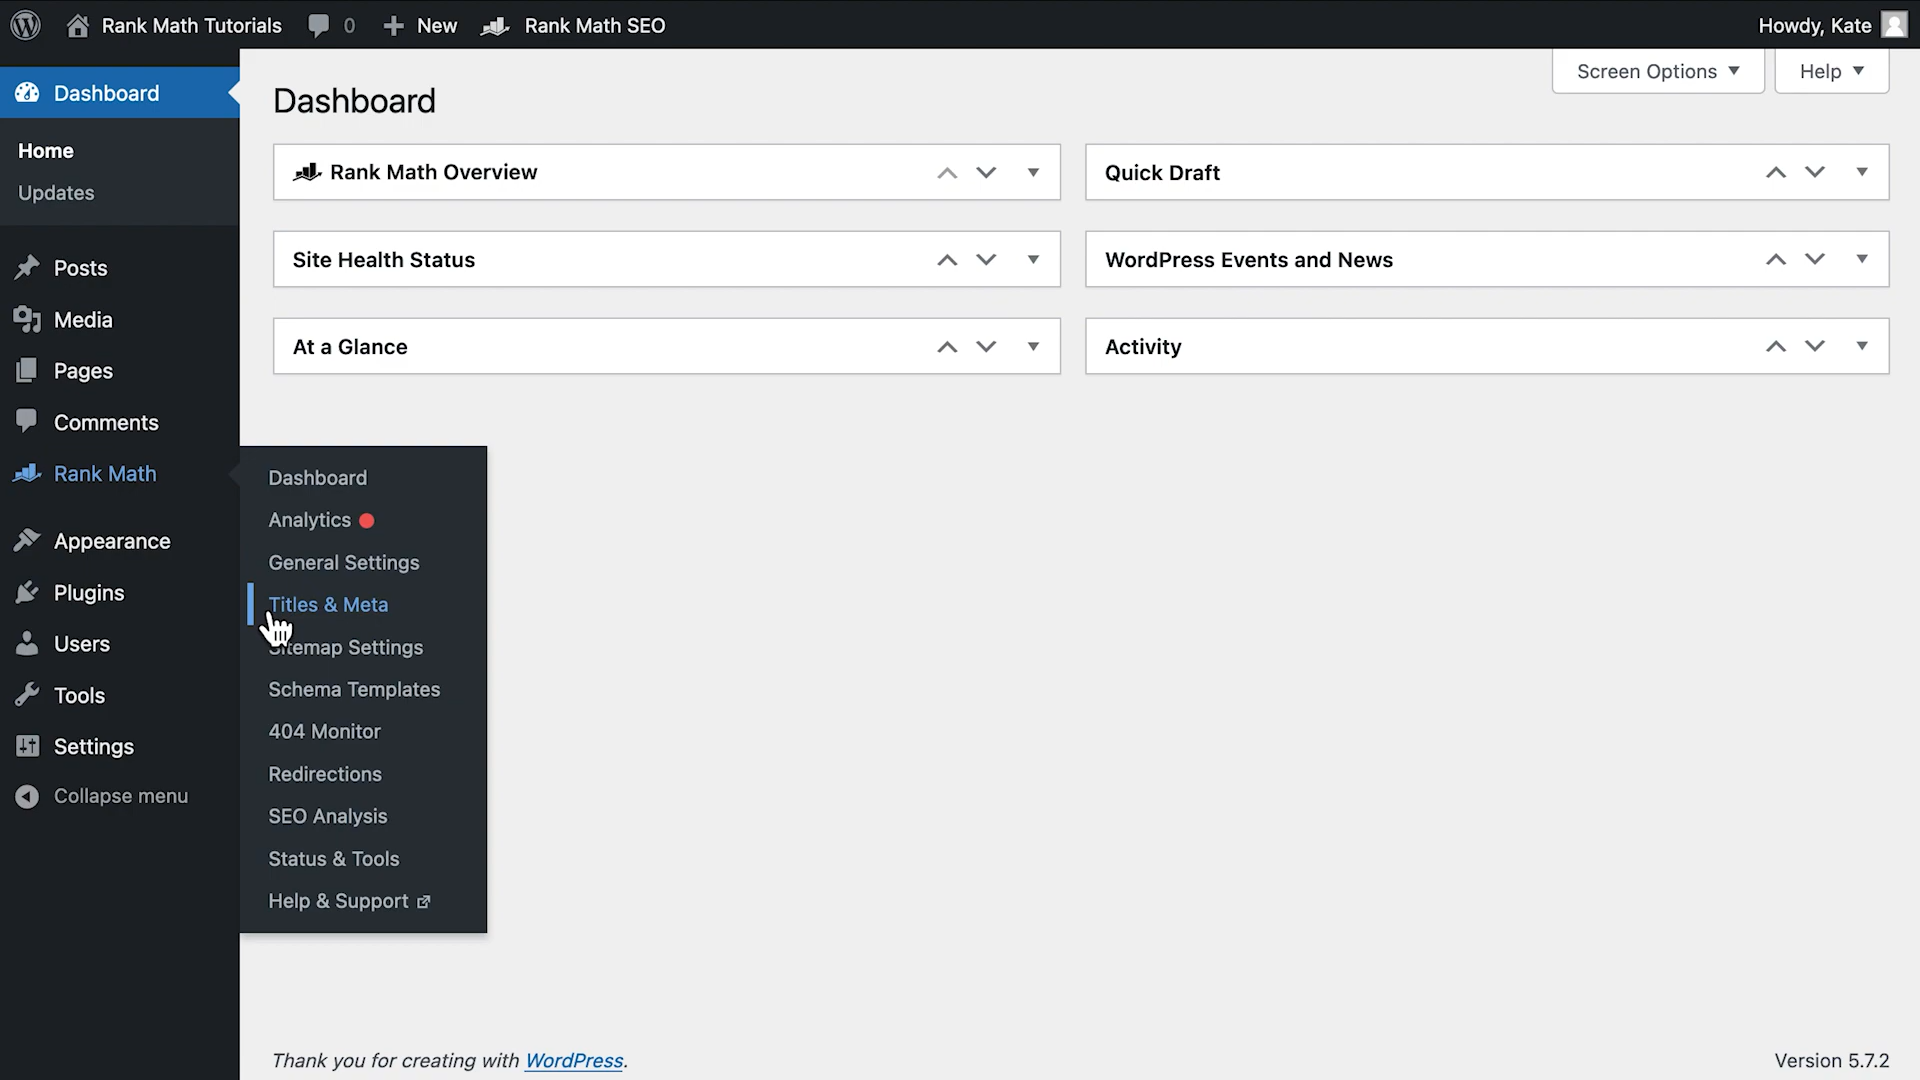 Rank Math Tutorials 0 New Rank Math SEO Howdy, Kate
Dashboard
Home
Updates
Posts
Media
Pages
Comments
Rank Math
Appearance
Plugins
Users
Tools
Settings
Collapse menu
Dashboard
Analytics
General Settings
Titles & Meta
Sitemap Settings
Schema Templates
404 Monitor
Redirections
SEO Analysis
Status & Tools
Help & Support
Screen Options Help
Dashboard
Rank Math Overview
Quick Draft
Site Health Status
WordPress Events and News
At a Glance
Activity
Thank you for creating with WordPress.
Version 5.7.2